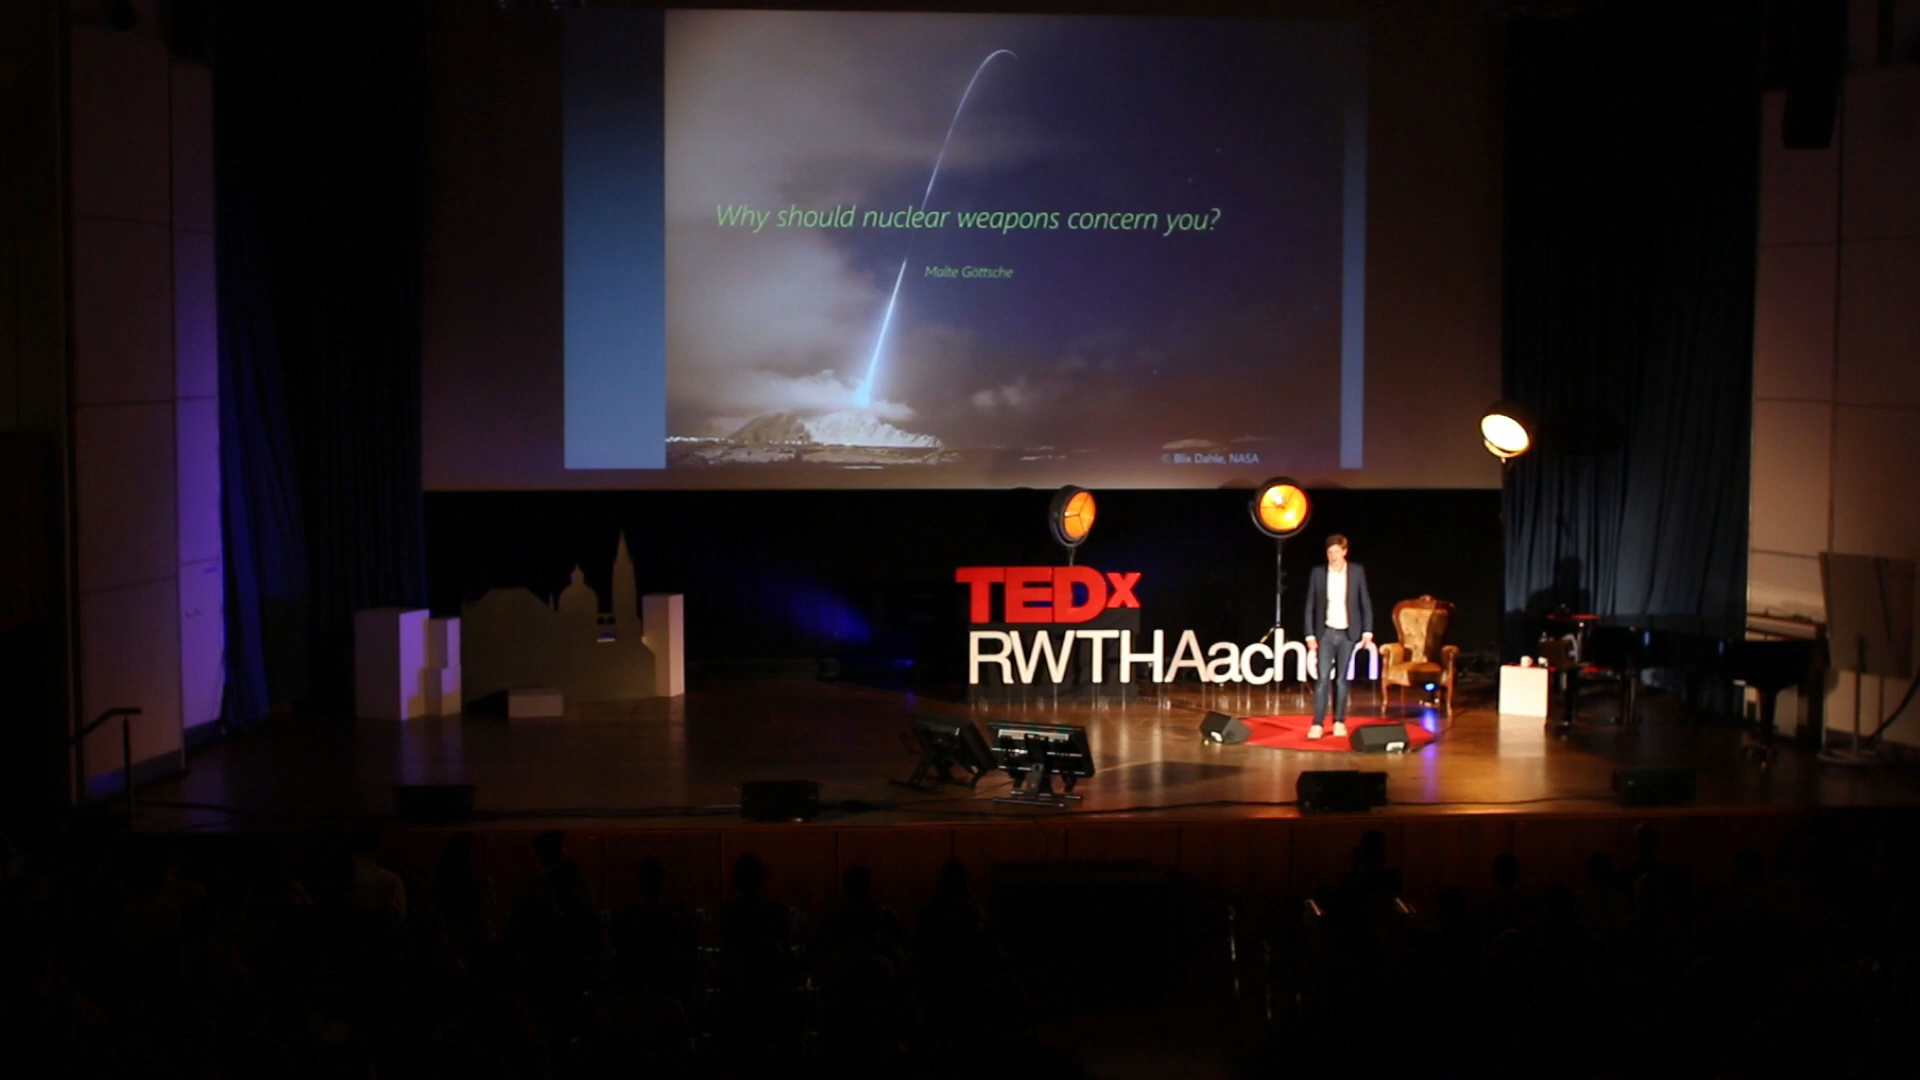 Why should nuclear weapons concern you?
Malte Göttsche
© Blix Dahle, NASA
TEDx
RWTHAachen